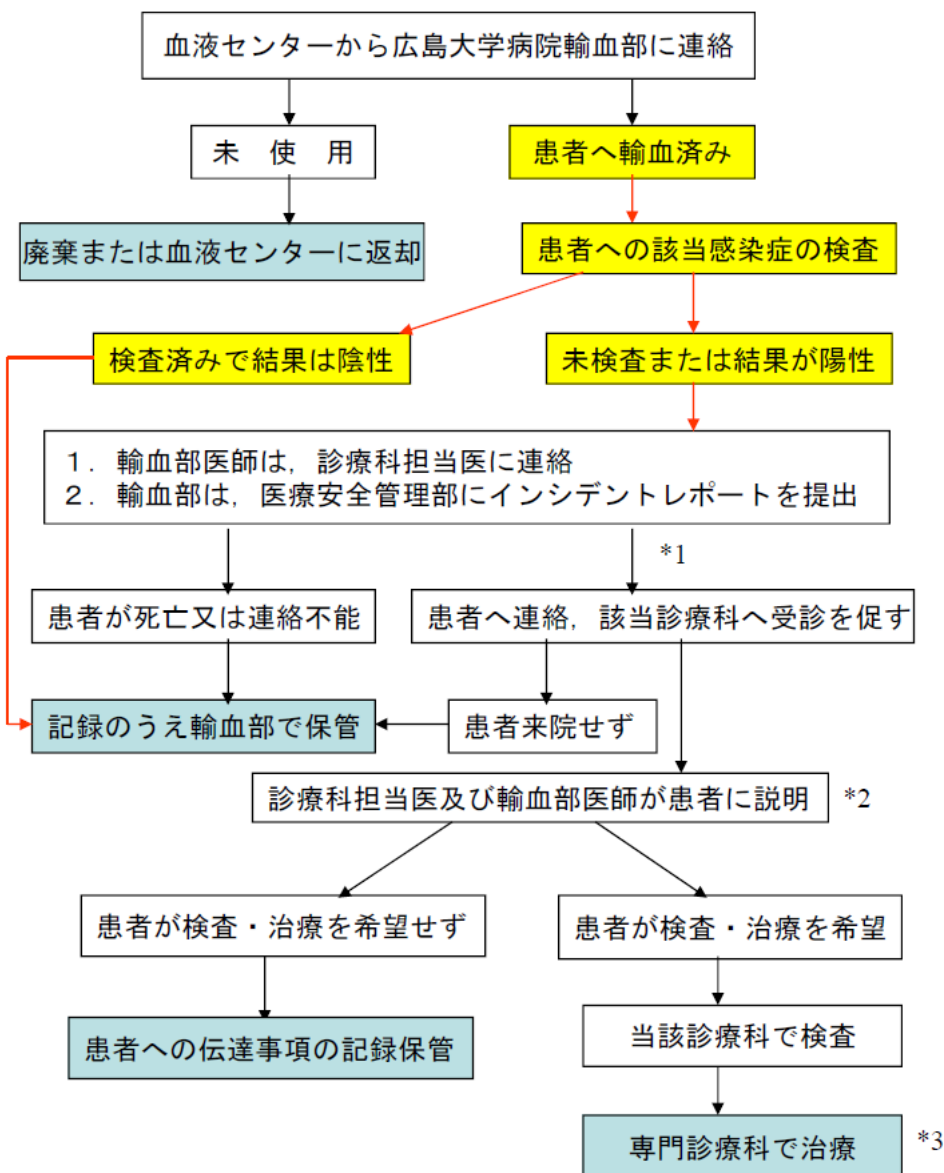 血液センターから広島大学病院輸血部に連絡
未 使 用
患者へ輸血済み
廃棄または血液センターに返却
患者への該当感染症の検査
検査済みで結果は陰性
未検査または結果が陽性
1. 輸血部医師は,診療科担当医に連絡
2. 輸血部は,医療安全管理部にインシデントレポートを提出
*1
患者が死亡又は連絡不能
患者へ連絡,該当診療科へ受診を促す
記録のうえ輸血部で保管
患者来院せず
診療科担当医及び輸血部医師が患者に説明
*2
患者が検査・治療を希望せず
患者が検査・治療を希望
患者への伝達事項の記録保管
当該診療科で検査
専門診療科で治療
*3